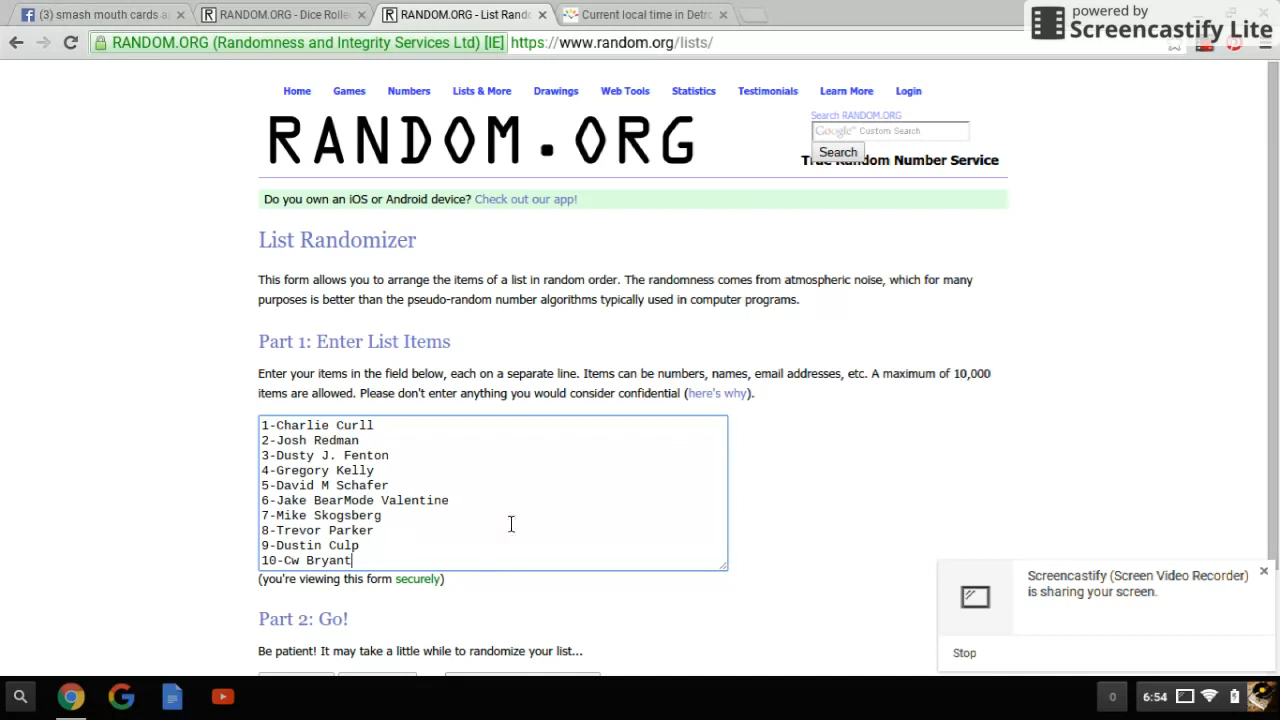 (3) smash mouth cards a
RANDOM.ORG - Dice Rolle
RANDOM.ORG - List Rando
Current local time in Detro
powered by
Screencastify Lite
RANDOM.ORG (Randomness and Integrity Services Ltd) [IE] https://www.random.org/lists/
Home Games Numbers Lists & More Drawings Web Tools Statistics Testimonials Learn More Login
RANDOM.ORG
Search RANDOM.ORG
Google™ Custom Search
Search
True Random Number Service
Do you own an iOS or Android device? Check out our app!
List Randomizer
This form allows you to arrange the items of a list in random order. The randomness comes from atmospheric noise, which for many
purposes is better than the pseudo-random number algorithms typically used in computer programs.
Part 1: Enter List Items
Enter your items in the field below, each on a separate line. Items can be numbers, names, email addresses, etc. A maximum of 10,000
items are allowed. Please don't enter anything you would consider confidential (here's why).
1-Charlie Curll
2-Josh Redman
3-Dusty J. Fenton
4-Gregory Kelly
5-David M Schafer
6-Jake BearMode Valentine
7-Mike Skogsberg
8-Trevor Parker
9-Dustin Culp
10-Cw Bryant
(you're viewing this form securely)
Part 2: Go!
Be patient! It may take a little while to randomize your list...
Screencastify (Screen Video Recorder)
is sharing your screen.
Stop
0
6:54